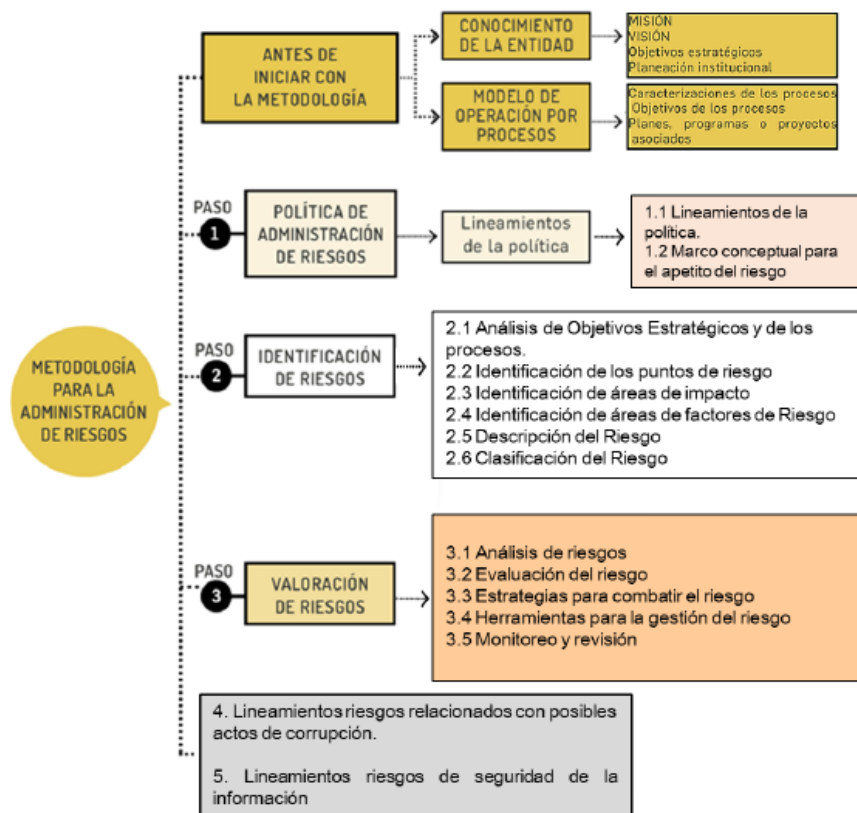 ANTES DE
INICIAR CON
LA METODOLOGÍA
CONOCIMIENTO
DE LA ENTIDAD
MISIÓN
VISIÓN
Objetivos estratégicos
Planeación institucional
MODELO DE
OPERACIÓN POR
PROCESOS
Caracterizaciones de los procesos
Objetivos de los procesos
Planes, programas o proyectos
asociados
PASO
1
POLÍTICA DE
ADMINISTRACIÓN
DE RIESGOS
Lineamientos
de la política
1.1 Lineamientos de la
política.
1.2 Marco conceptual para
el apetito del riesgo
METODOLOGÍA
PARA LA
ADMINISTRACIÓN
DE RIESGOS
PASO
2
IDENTIFICACIÓN
DE RIESGOS
2.1 Análisis de Objetivos Estratégicos y de los
procesos.
2.2 Identificación de los puntos de riesgo
2.3 Identificación de áreas de impacto
2.4 Identificación de áreas de factores de Riesgo
2.5 Descripción del Riesgo
2.6 Clasificación del Riesgo
PASO
3
VALORACIÓN
DE RIESGOS
3.1 Análisis de riesgos
3.2 Evaluación del riesgo
3.3 Estrategias para combatir el riesgo
3.4 Herramientas para la gestión del riesgo
3.5 Monitoreo y revisión
4. Lineamientos riesgos relacionados con posibles
actos de corrupción.
5. Lineamientos riesgos de seguridad de la
información